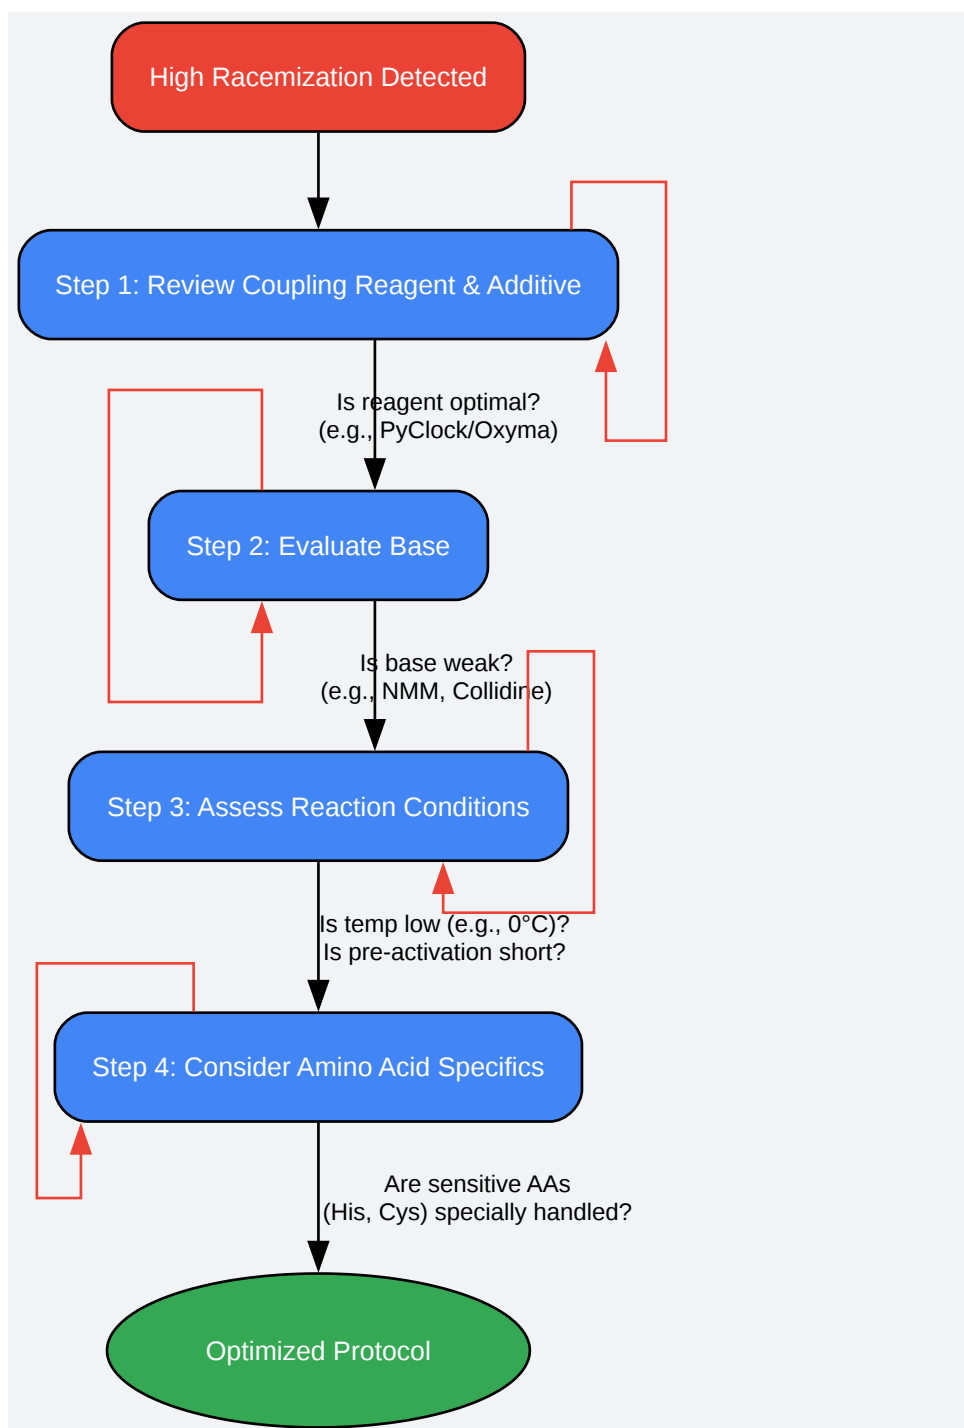 High Racemization Detected
Step 1: Review Coupling Reagent & Additive
Is reagent optimal?
(e.g., PyClock/Oxyma)
Step 2: Evaluate Base
Is base weak?
(e.g., NMM, Collidine)
Step 3: Assess Reaction Conditions
Is temp low (e.g., 0°C)?
Is pre-activation short?
Step 4: Consider Amino Acid Specifics
Are sensitive AAs
(His, Cys) specially handled?
Optimized Protocol